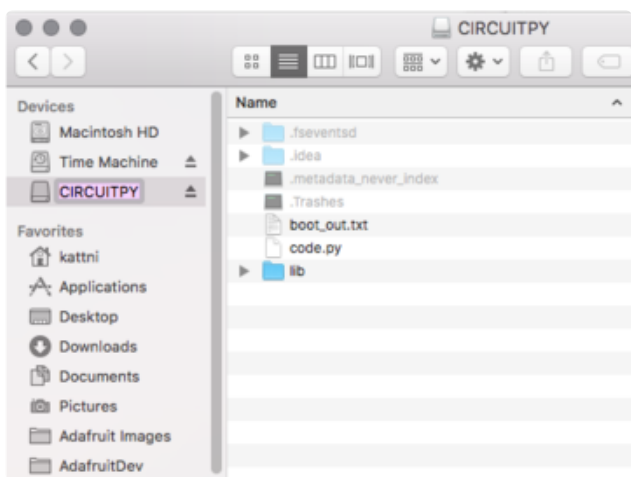 CIRCUITPY
Devices
Macintosh HD
Time Machine
CIRCUITPY
Favorites
kattni
Applications
Desktop
Downloads
Documents
Pictures
Adafruit Images
AdafruitDev
Name
.fseventsd
.idea
.metadata_never_index
.Trashes
boot_out.txt
code.py
lib